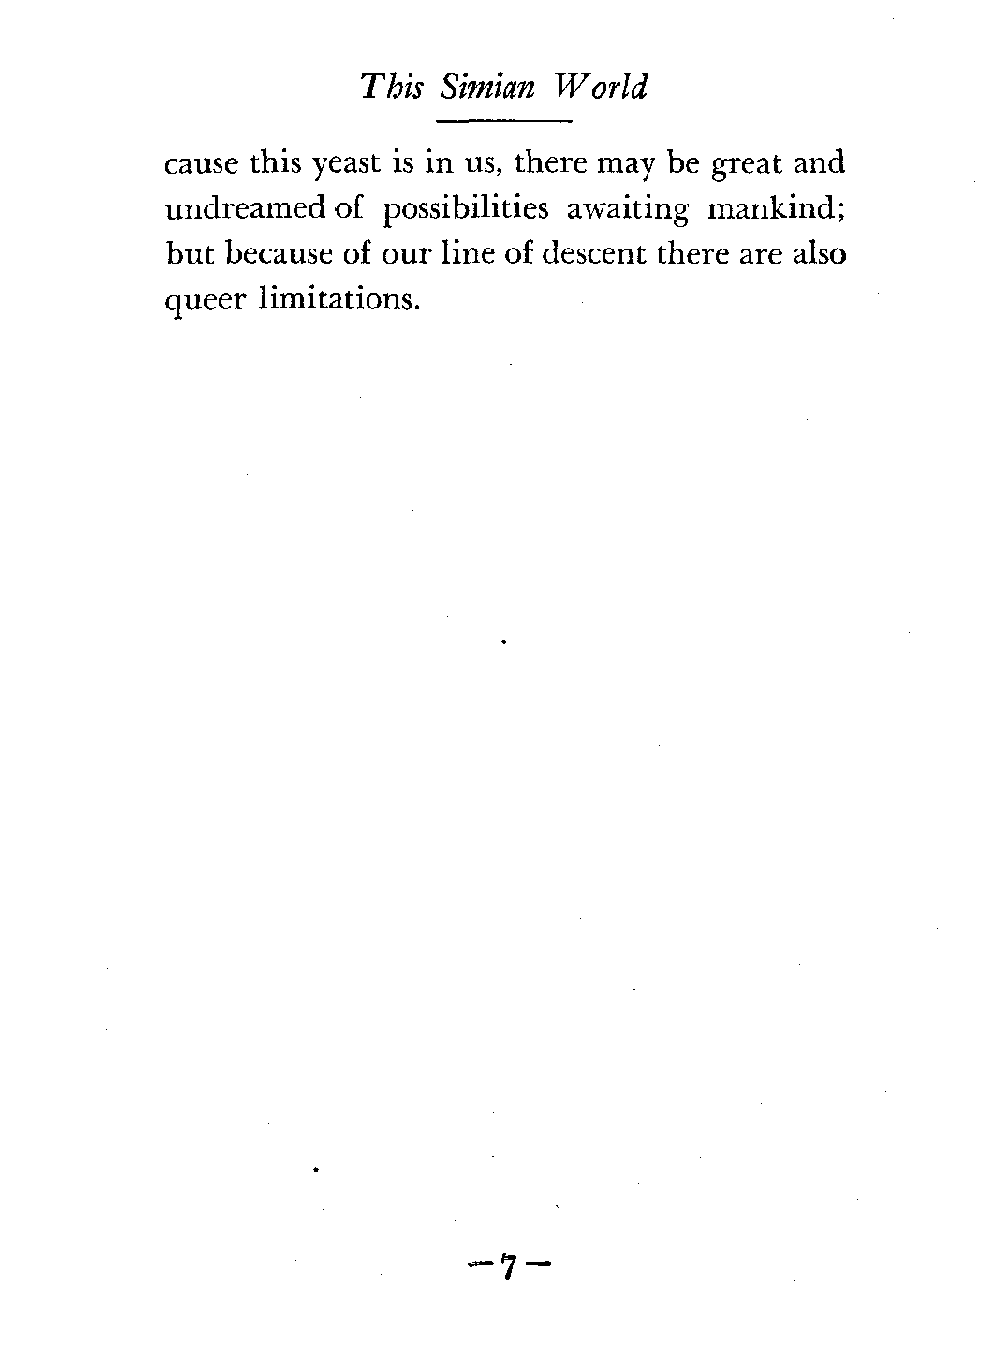 This Simian World
cause this yeast is in us, there may be great and
undreamed of possibilities awaiting mankind;
but because of our line of descent there are also
queer limitations.
—7—